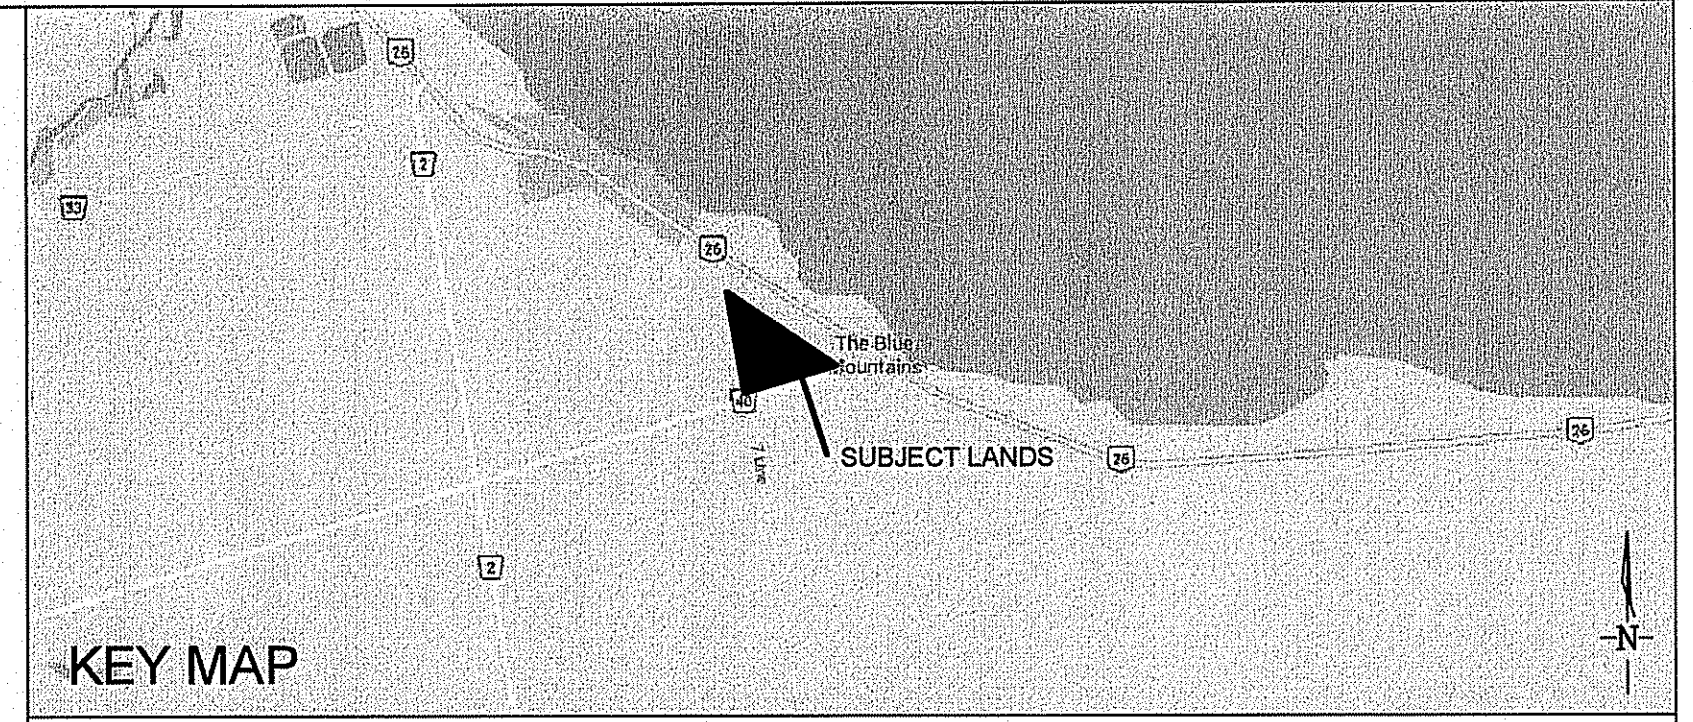 26
2
33
26
The Blue
Mountains
40
7 Line
SUBJECT LANDS
26
26
2
N
KEY MAP